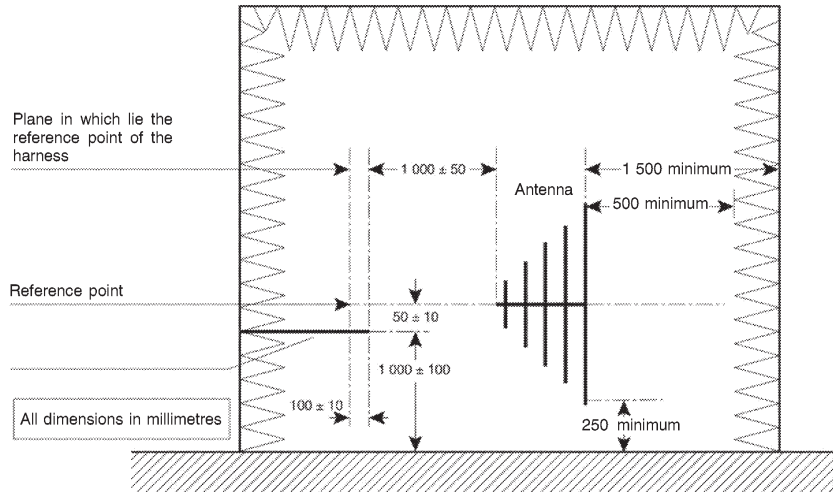 Plane in which lie the
reference point of the
harness
1 000 ± 50
1 500 minimum
Antenna
500 minimum
Reference point
50 ± 10
1 000 ± 100
All dimensions in millimetres
100 ± 10
250 minimum